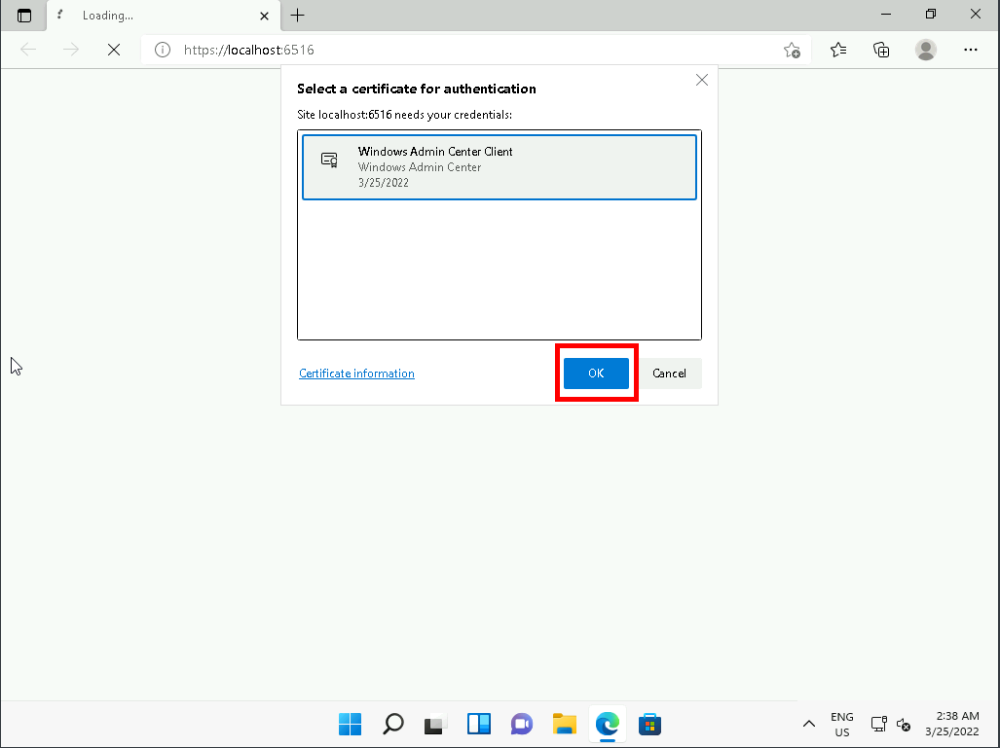 Loading...
https://localhost:6516
Select a certificate for authentication
Site localhost:6516 needs your credentials:
Windows Admin Center Client
Windows Admin Center
3/25/2022
Certificate information
OK
Cancel
ENG
US
2:38 AM
3/25/2022